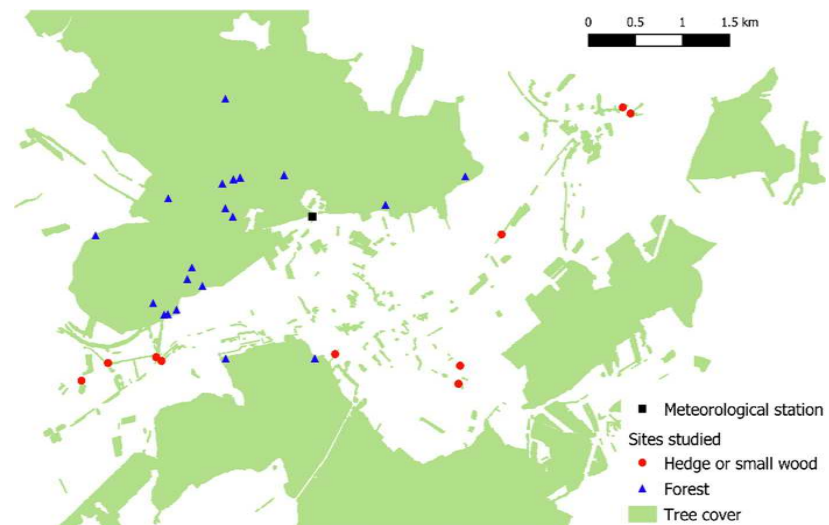 0 0.5 1 1.5 km
Meteorological station
Sites studied
Hedge or small wood
Forest
Tree cover